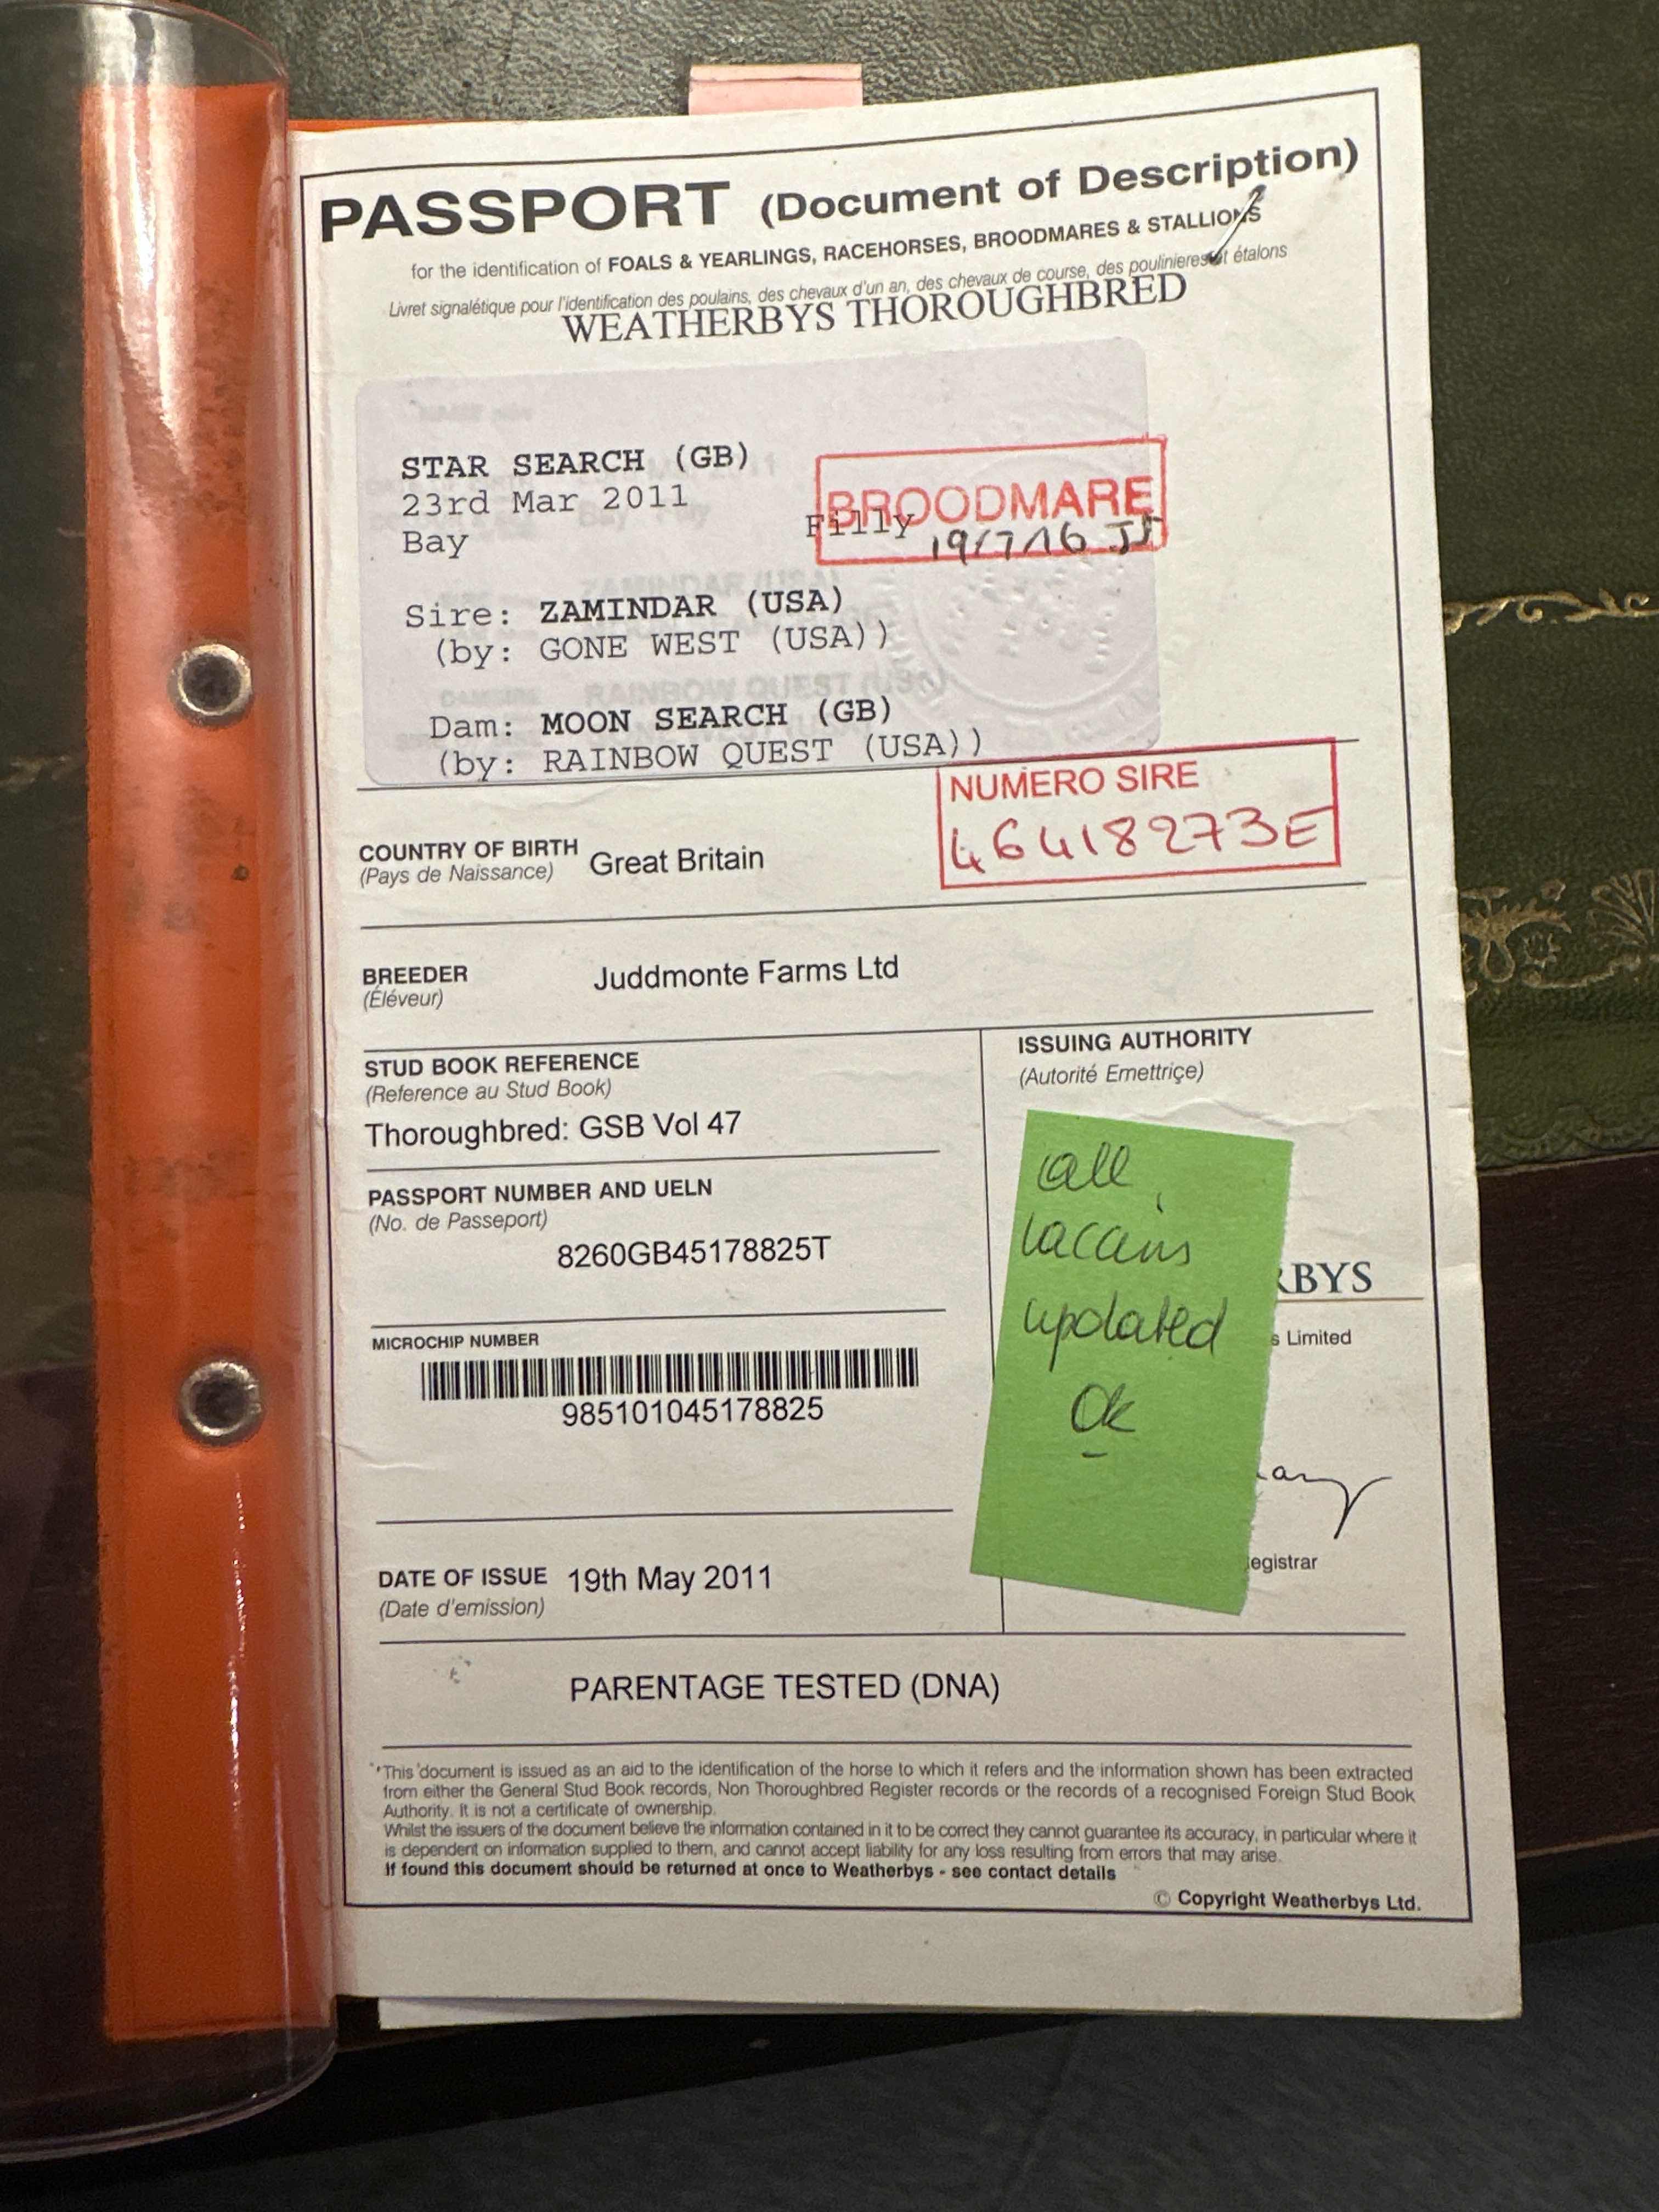 PASSPORT (Document of Description)
for the identification of FOALS & YEARLINGS, RACEHORSES, BROODMARES & STALLIONS
Livret signalétique pour l'identification des poulains, des chevaux d'un an, des chevaux de course, des poulinieres et étalons
WEATHERBYS THOROUGHBRED
STAR SEARCH (GB)
23rd Mar 2011
BROODMARE
Bay Filly
19/7/16 JJ
Sire: ZAMINDAR (USA)
(by: GONE WEST (USA))
Dam: MOON SEARCH (GB)
(by: RAINBOW QUEST (USA))
NUMERO SIRE
46418273E
COUNTRY OF BIRTH Great Britain
(Pays de Naissance)
BREEDER Juddmonte Farms Ltd
(Éléveur)
STUD BOOK REFERENCE
(Reference au Stud Book)
Thoroughbred: GSB Vol 47
ISSUING AUTHORITY
(Autorité Emettriçe)
PASSPORT NUMBER AND UELN
(No. de Passeport)
8260GB45178825T
all
updated
Ok
RBYS
s Limited
egistrar
MICROCHIP NUMBER
985101045178825
DATE OF ISSUE 19th May 2011
(Date d'emission)
PARENTAGE TESTED (DNA)
This document is issued as an aid to the identification of the horse to which it refers and the information shown has been extracted
from either the General Stud Book records, Non Thoroughbred Register records or the records of a recognised Foreign Stud Book
Authority. It is not a certificate of ownership.
Whilst the issuers of the document believe the information contained in it to be correct they cannot guarantee its accuracy, in particular where it
is dependent on information supplied to them, and cannot accept liability for any loss resulting from errors that may arise.
If found this document should be returned at once to Weatherbys - see contact details
© Copyright Weatherbys Ltd.